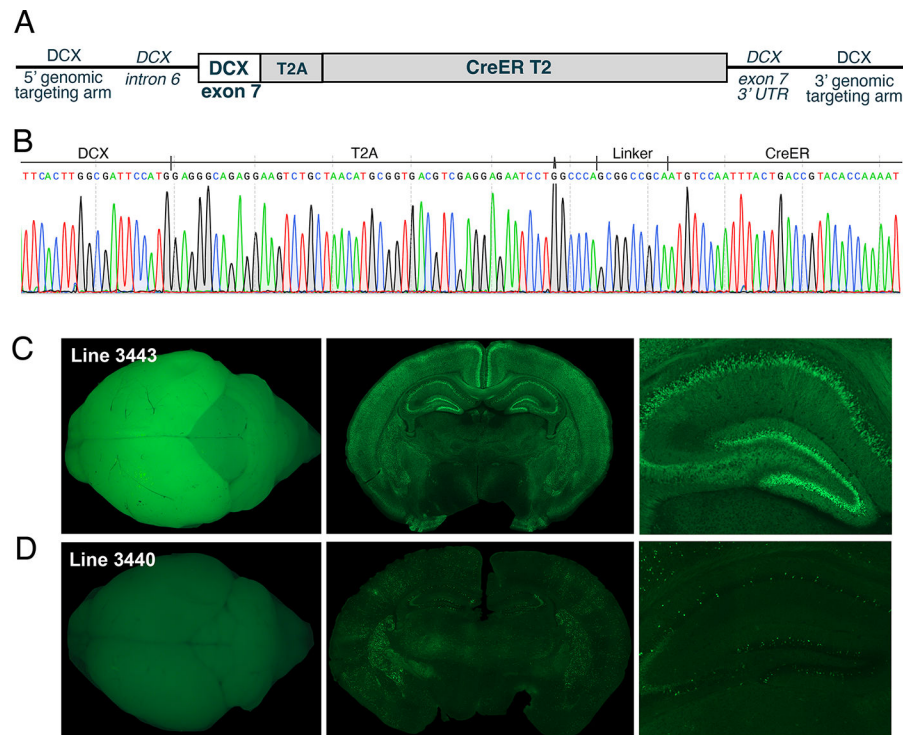 A
DCX
5’ genomic
targeting arm
DCX
intron 6
DCX
exon 7
T2A
CreER T2
DCX
exon 7
3’ UTR
DCX
3’ genomic
targeting arm
B
DCX T2A Linker CreER
TTCACTTGGCGATTCCATGGAGGGCAGAGGAAGTCTGCTAACATGCGGTGACGTCGAGGAGAATCCTGGCCCAGCGGCCGCAATGTCCAATTTACTGACCGTACACCAAAAT
C
Line 3443
D
Line 3440